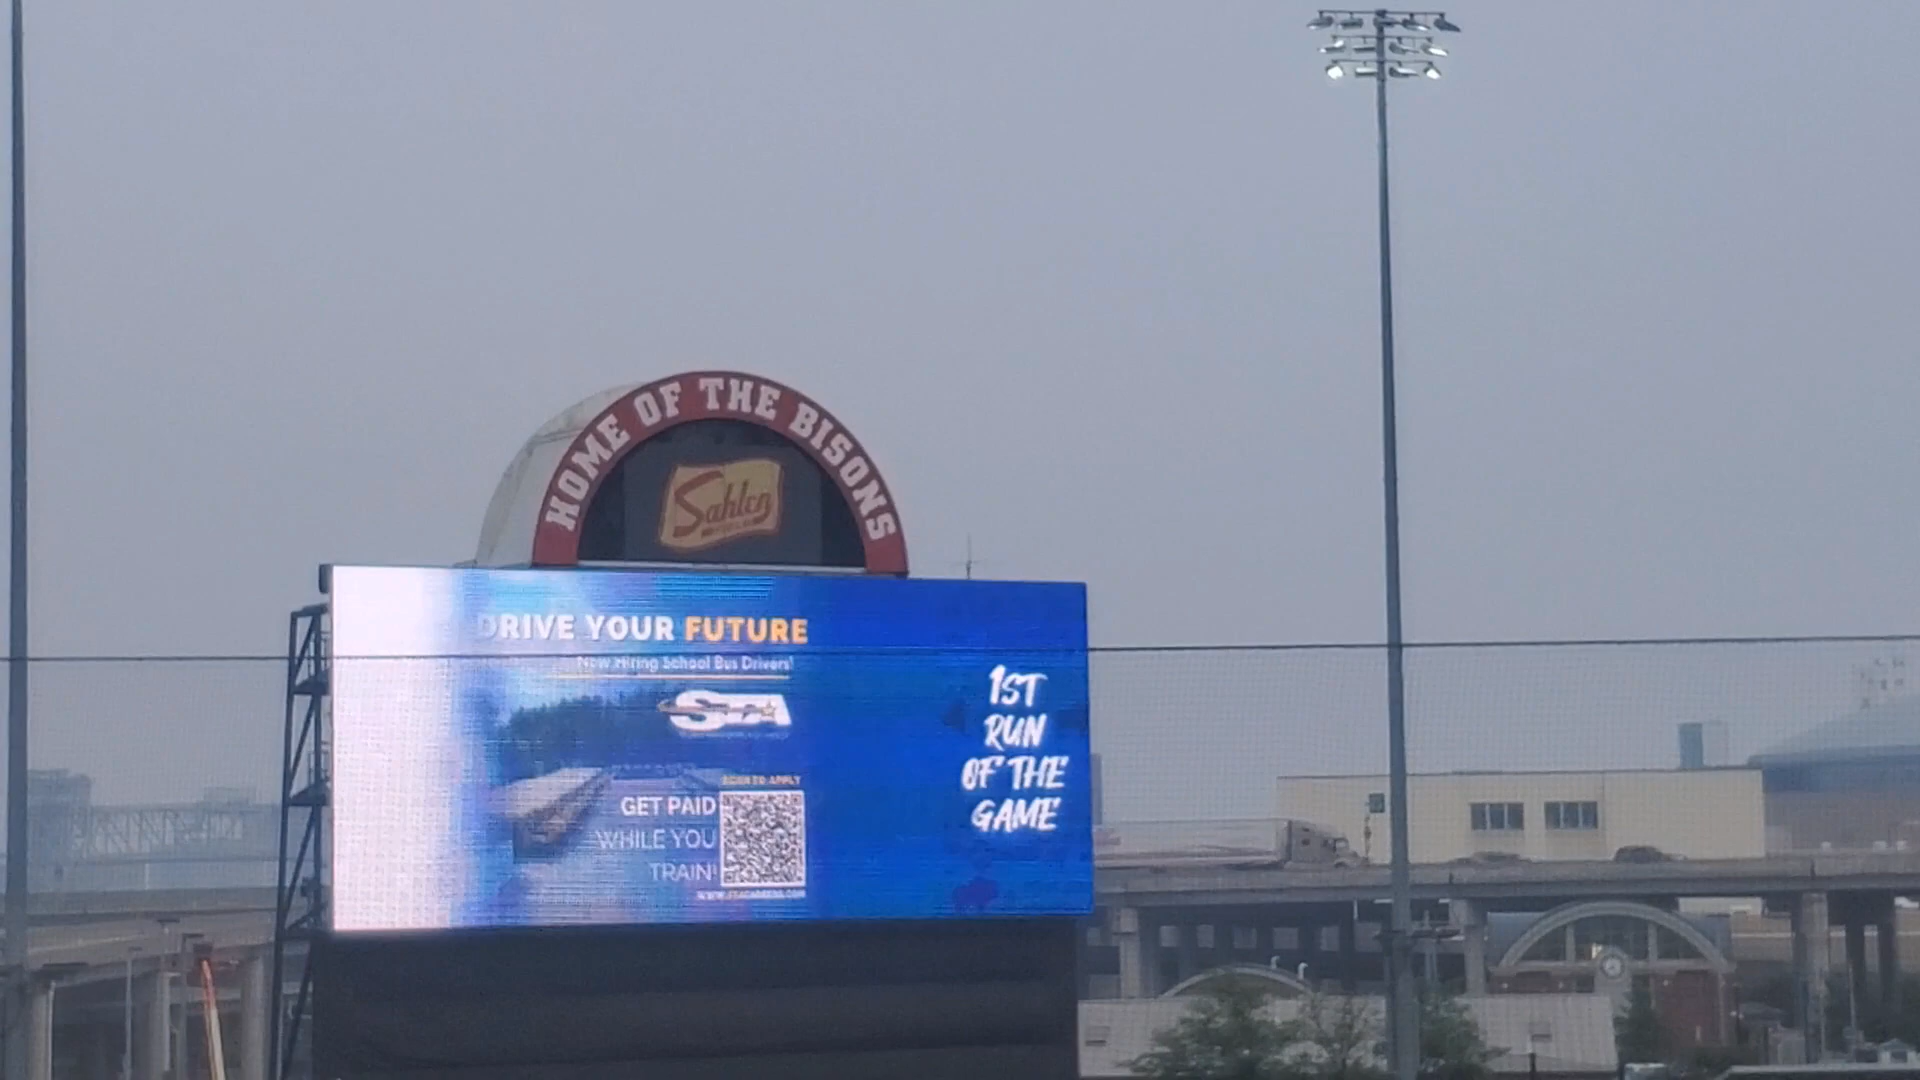 HOME OF THE BISONS
Sahlen
DRIVE YOUR FUTURE
Now Hiring School Bus Drivers!
STA
SCAN TO APPLY
GET PAID
WHILE YOU
TRAIN!
1ST
RUN
OF THE
GAME